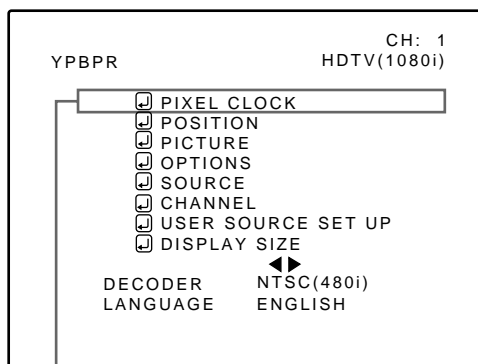 CH: 1
YPBPR HDTV(1080i)
PIXEL CLOCK
POSITION
PICTURE
OPTIONS
SOURCE
CHANNEL
USER SOURCE SET UP
DISPLAY SIZE
DECODER NTSC(480i)
LANGUAGE ENGLISH